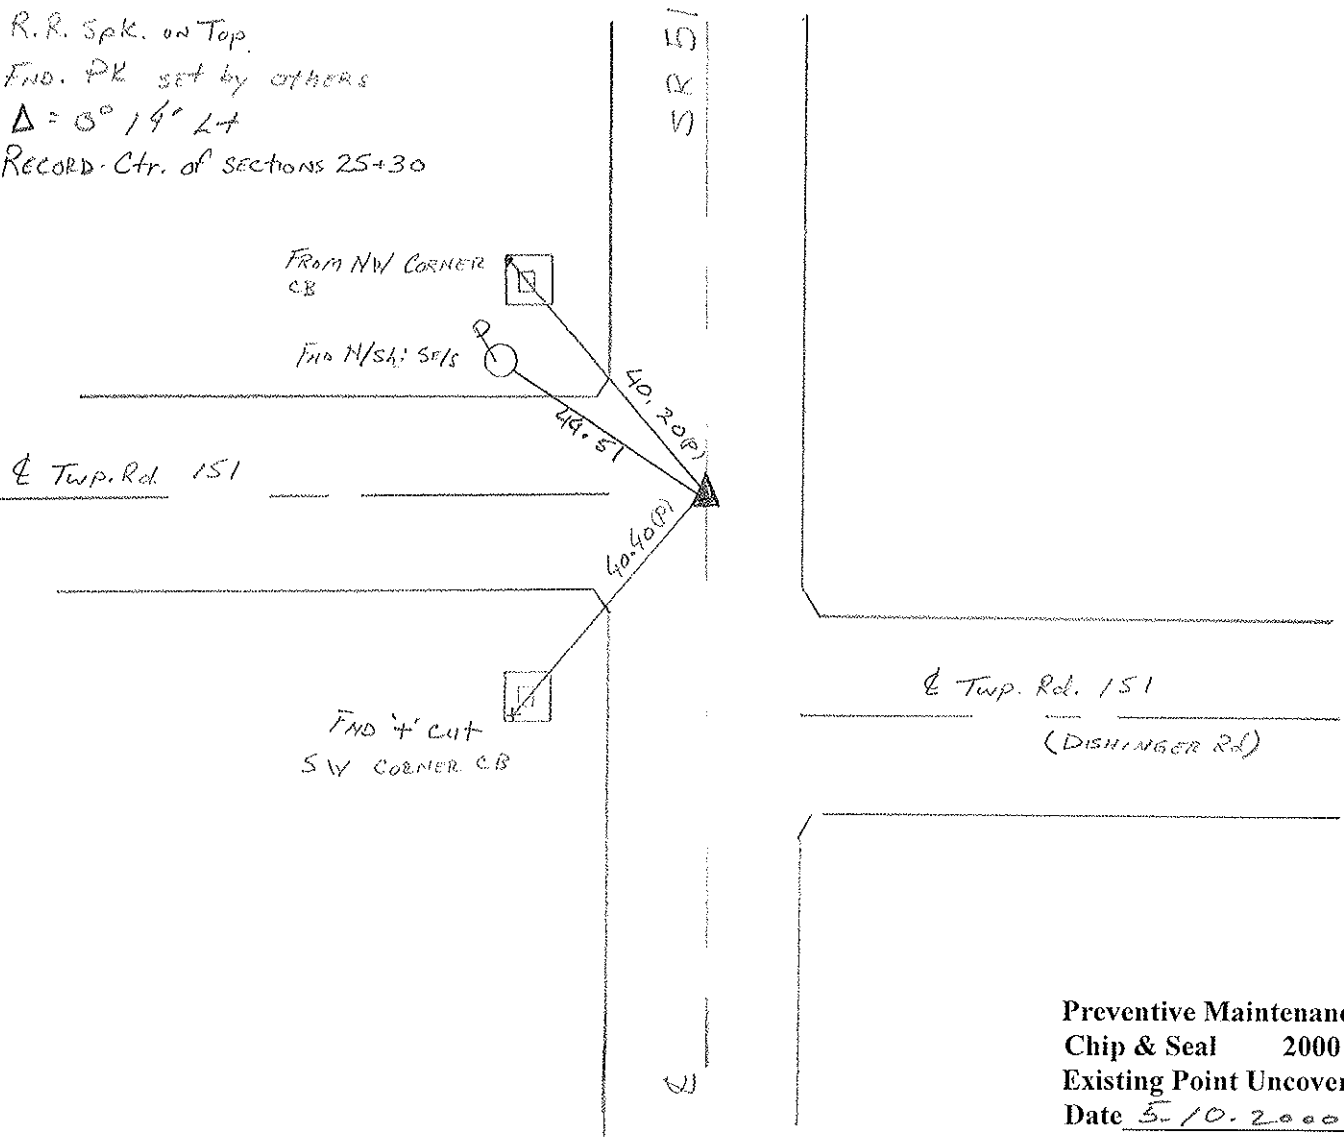 R.R. Spk. on Top.
FND. PK set by others
Δ = 0° 14' Lt
RECORD - Ctr. of sections 25+30
SR 51
FROM NW CORNER
CB
FND N/Sh: SE/S
40.20(P)
44.51
℄ Twp. Rd. 151
40.40(P)
FND '+' Cut
SW CORNER CB
℄ Twp. Rd. 151
(DISHINGER Rd)
℄
Preventive Maintenanc
Chip & Seal 2000
Existing Point Uncover
Date 5-10-2000